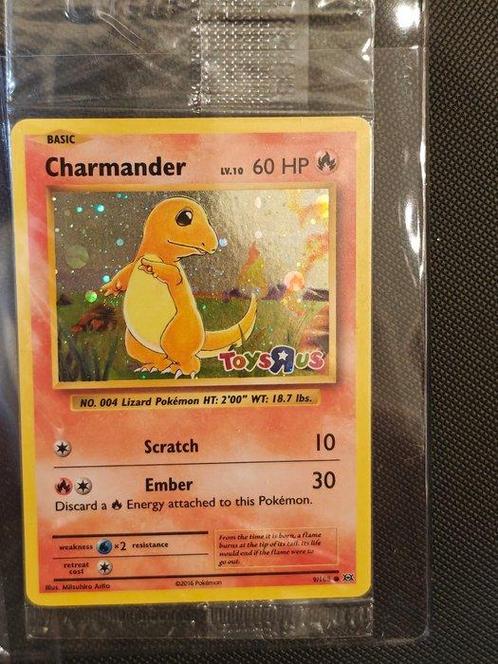 BASIC
Charmander LV.10 60 HP
ToysЯUs
NO. 004 Lizard Pokémon HT: 2'00" WT: 18.7 lbs.
Scratch 10
Ember 30
Discard a Energy attached to this Pokémon.
weakness ×2 resistance
retreat cost
From the time it is born, a flame
burns at the tip of its tail. Its life
would end if the flame were to
go out.
Illus. Mitsuhiro Arita ©2016 Pokémon